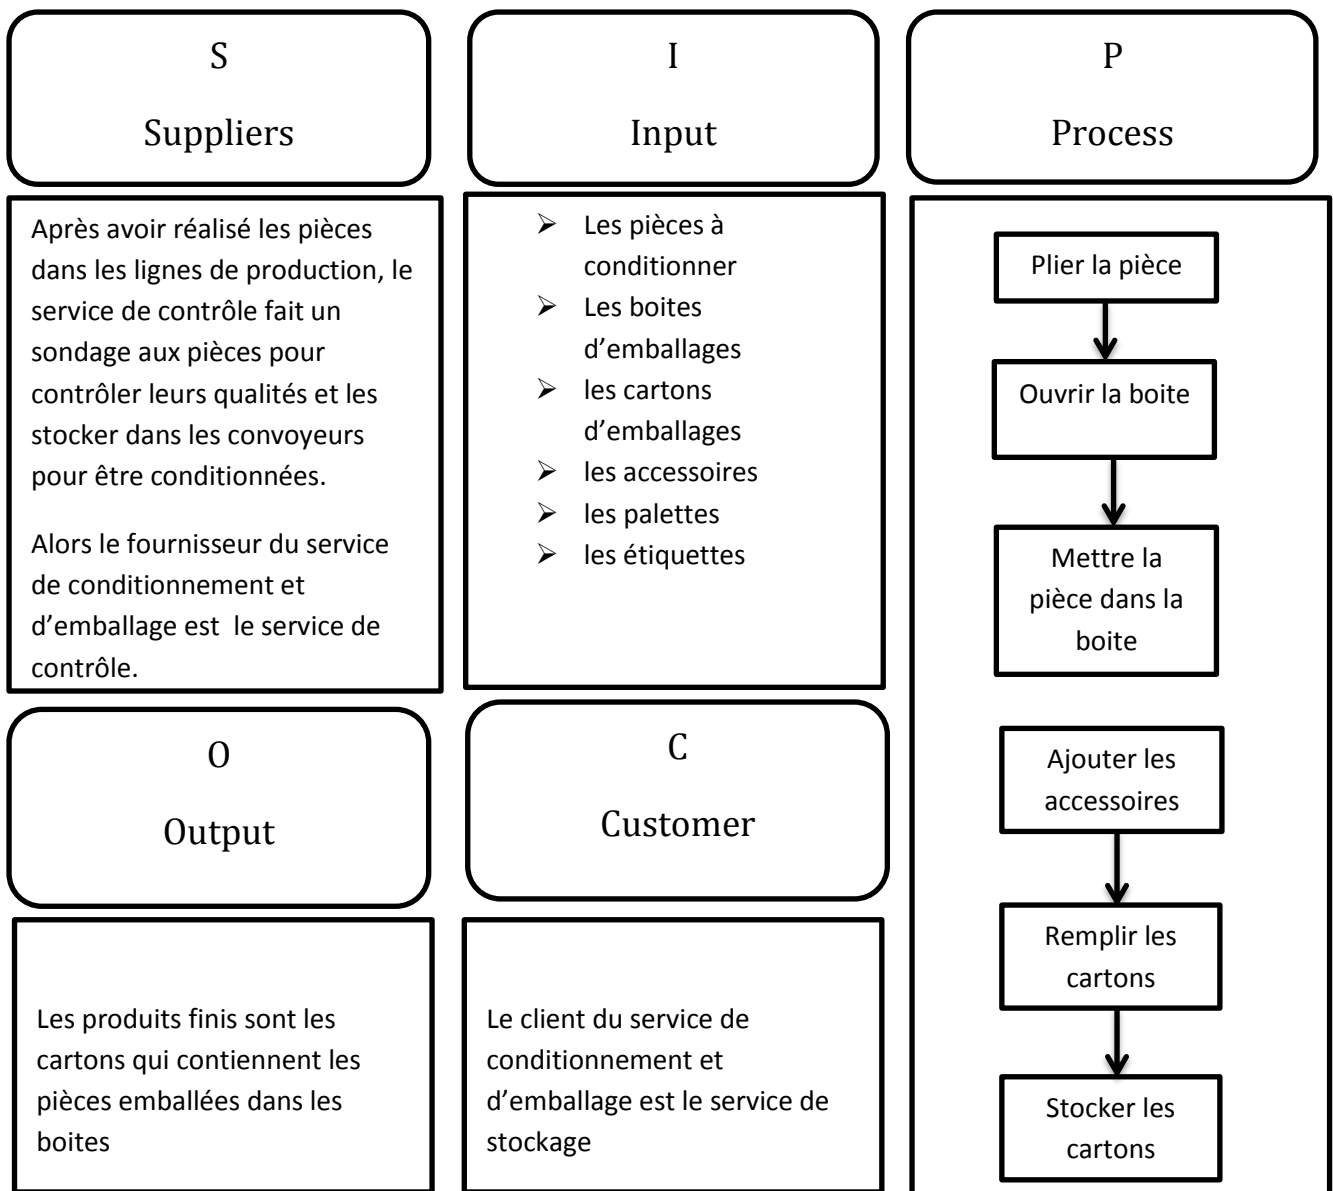 S
Suppliers
Après avoir réalisé les pièces
dans les lignes de production, le
service de contrôle fait un
sondage aux pièces pour
contrôler leurs qualités et les
stocker dans les convoyeurs
pour être conditionnées.
Alors le fournisseur du service
de conditionnement et
d’emballage est le service de
contrôle.
I
Input
➢ Les pièces à
conditionner
➢ Les boites
d’emballages
➢ les cartons
d’emballages
➢ les accessoires
➢ les palettes
➢ les étiquettes
P
Process
Plier la pièce
Ouvrir la boite
Mettre la
pièce dans la
boite
Ajouter les
accessoires
Remplir les
cartons
Stocker les
cartons
O
Output
Les produits finis sont les
cartons qui contiennent les
pièces emballées dans les
boites
C
Customer
Le client du service de
conditionnement et
d’emballage est le service de
stockage